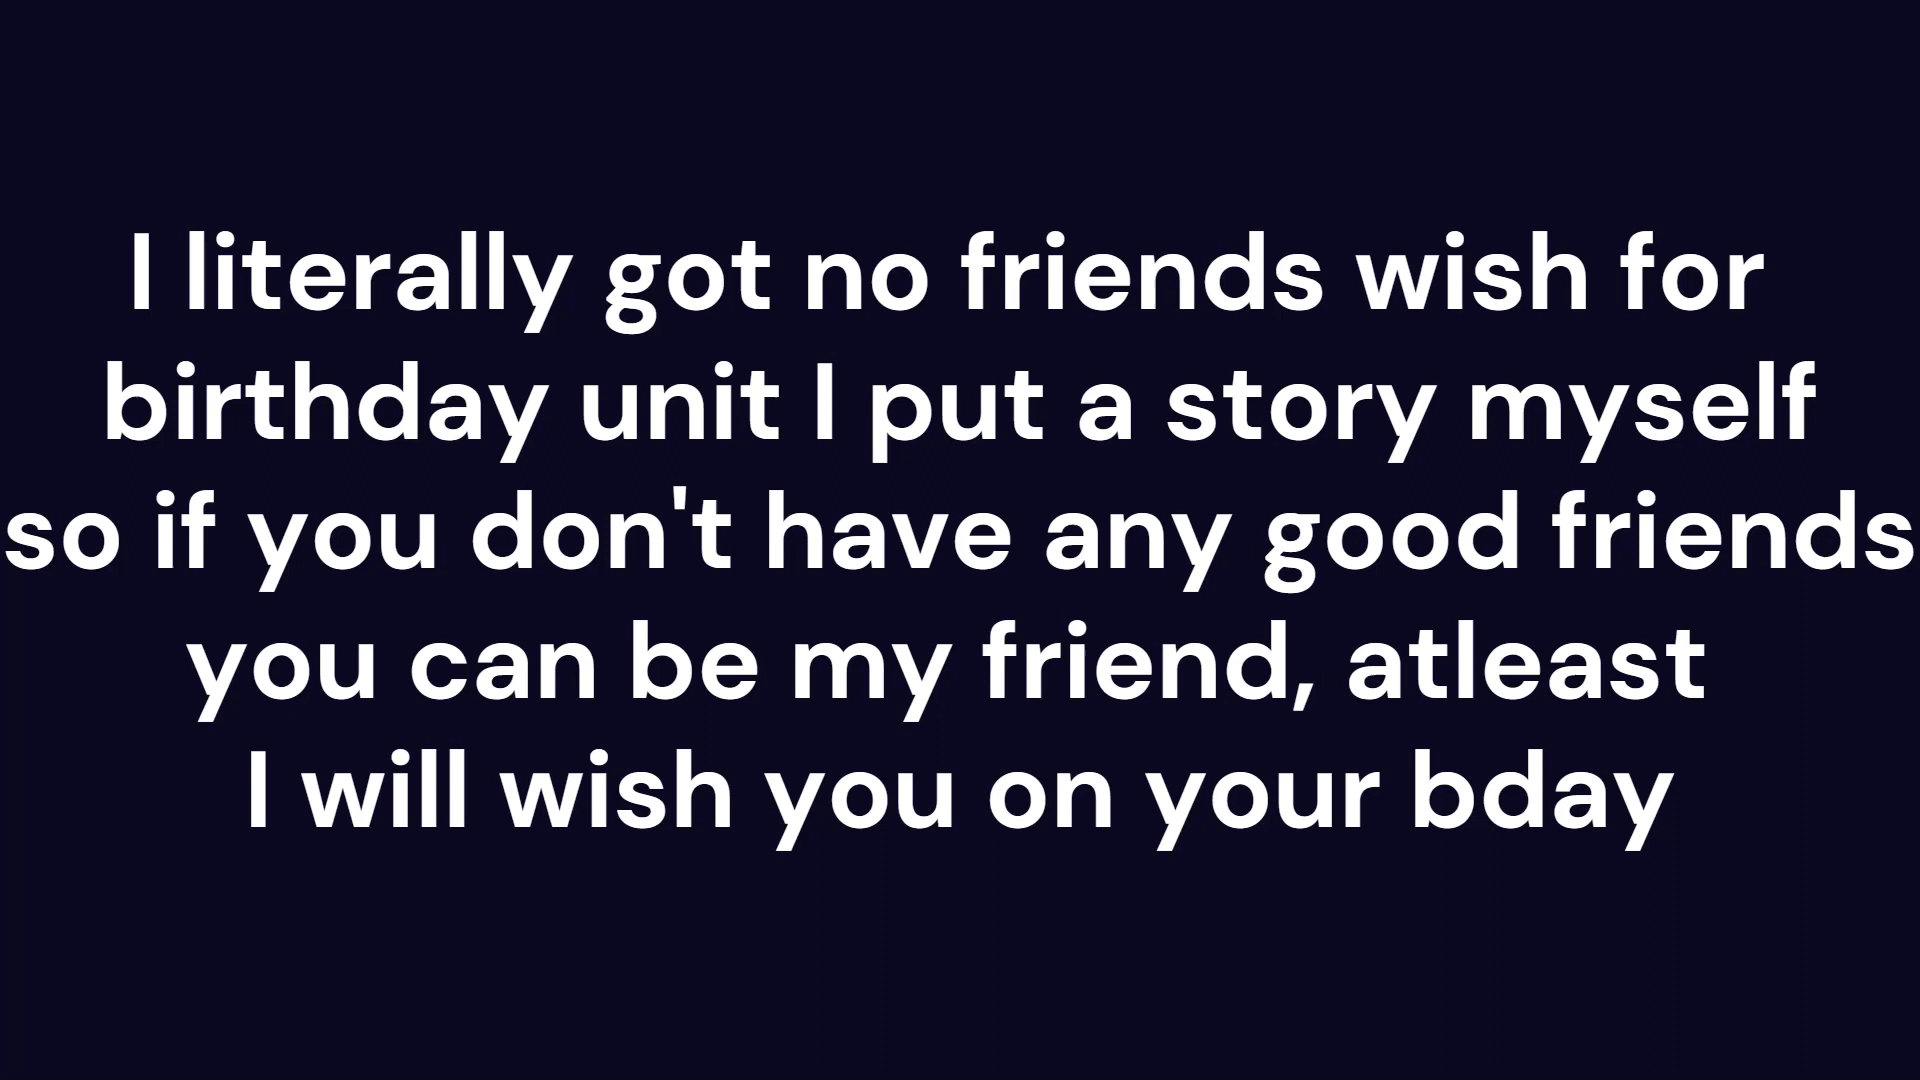 I literally got no friends wish for
birthday unit I put a story myself
so if you don't have any good friends
you can be my friend, atleast
I will wish you on your bday